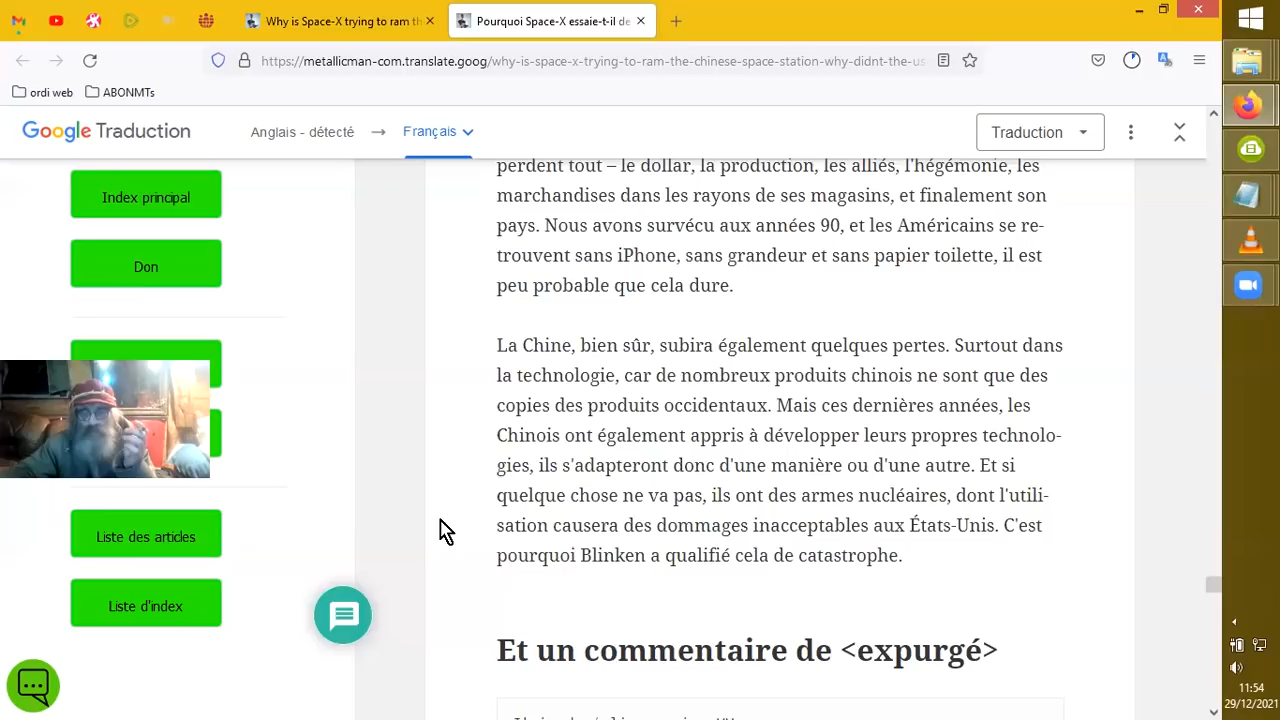 Why is Space-X trying to ram th
Pourquoi Space-X essaie-t-il de
https://metallicman-com.translate.goog/why-is-space-x-trying-to-ram-the-chinese-space-station-why-didnt-the-us
ordi web
ABONMTs
Google Traduction
Anglais - détecté
Français
Traduction
Index principal
Don
Liste des articles
Liste d'index
perdent tout – le dollar, la production, les alliés, l'hégémonie, les
marchandises dans les rayons de ses magasins, et finalement son
pays. Nous avons survécu aux années 90, et les Américains se re-
trouvent sans iPhone, sans grandeur et sans papier toilette, il est
peu probable que cela dure.
La Chine, bien sûr, subira également quelques pertes. Surtout dans
la technologie, car de nombreux produits chinois ne sont que des
copies des produits occidentaux. Mais ces dernières années, les
Chinois ont également appris à développer leurs propres technolo-
gies, ils s'adapteront donc d'une manière ou d'une autre. Et si
quelque chose ne va pas, ils ont des armes nucléaires, dont l'utili-
sation causera des dommages inacceptables aux États-Unis. C'est
pourquoi Blinken a qualifié cela de catastrophe.
Et un commentaire de <expurgé>
11:54
29/12/2021